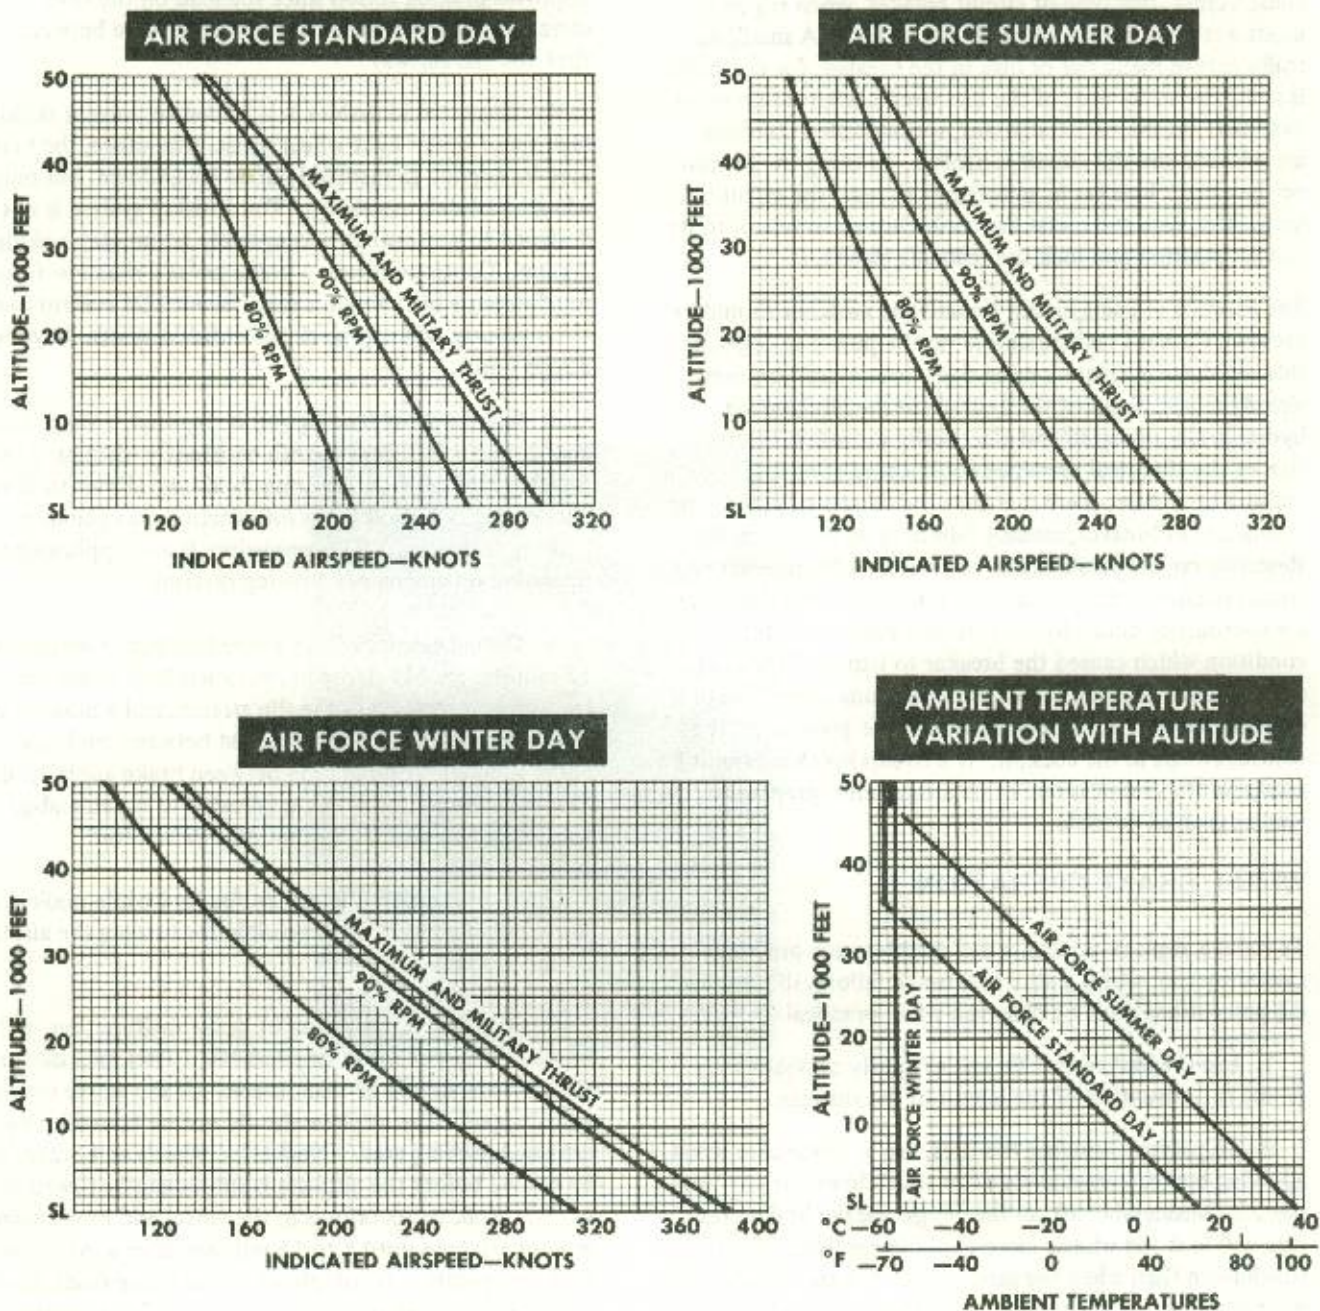 AIR FORCE STANDARD DAY
50
40
30
20
10
SL
ALTITUDE—1000 FEET
MAXIMUM AND MILITARY THRUST
90% RPM
80% RPM
120 160 200 240 280 320
INDICATED AIRSPEED—KNOTS
AIR FORCE SUMMER DAY
50
40
30
20
10
SL
ALTITUDE—1000 FEET
MAXIMUM AND MILITARY THRUST
90% RPM
80% RPM
120 160 200 240 280 320
INDICATED AIRSPEED—KNOTS
AIR FORCE WINTER DAY
50
40
30
20
10
SL
ALTITUDE—1000 FEET
MAXIMUM AND MILITARY THRUST
90% RPM
80% RPM
120 160 200 240 280 320 360 400
INDICATED AIRSPEED—KNOTS
AMBIENT TEMPERATURE
VARIATION WITH ALTITUDE
50
40
30
20
10
SL
ALTITUDE—1000 FEET
AIR FORCE SUMMER DAY
AIR FORCE STANDARD DAY
AIR FORCE WINTER DAY
°C —60 —40 —20 0 20 40
°F —70 —40 0 40 80 100
AMBIENT TEMPERATURES